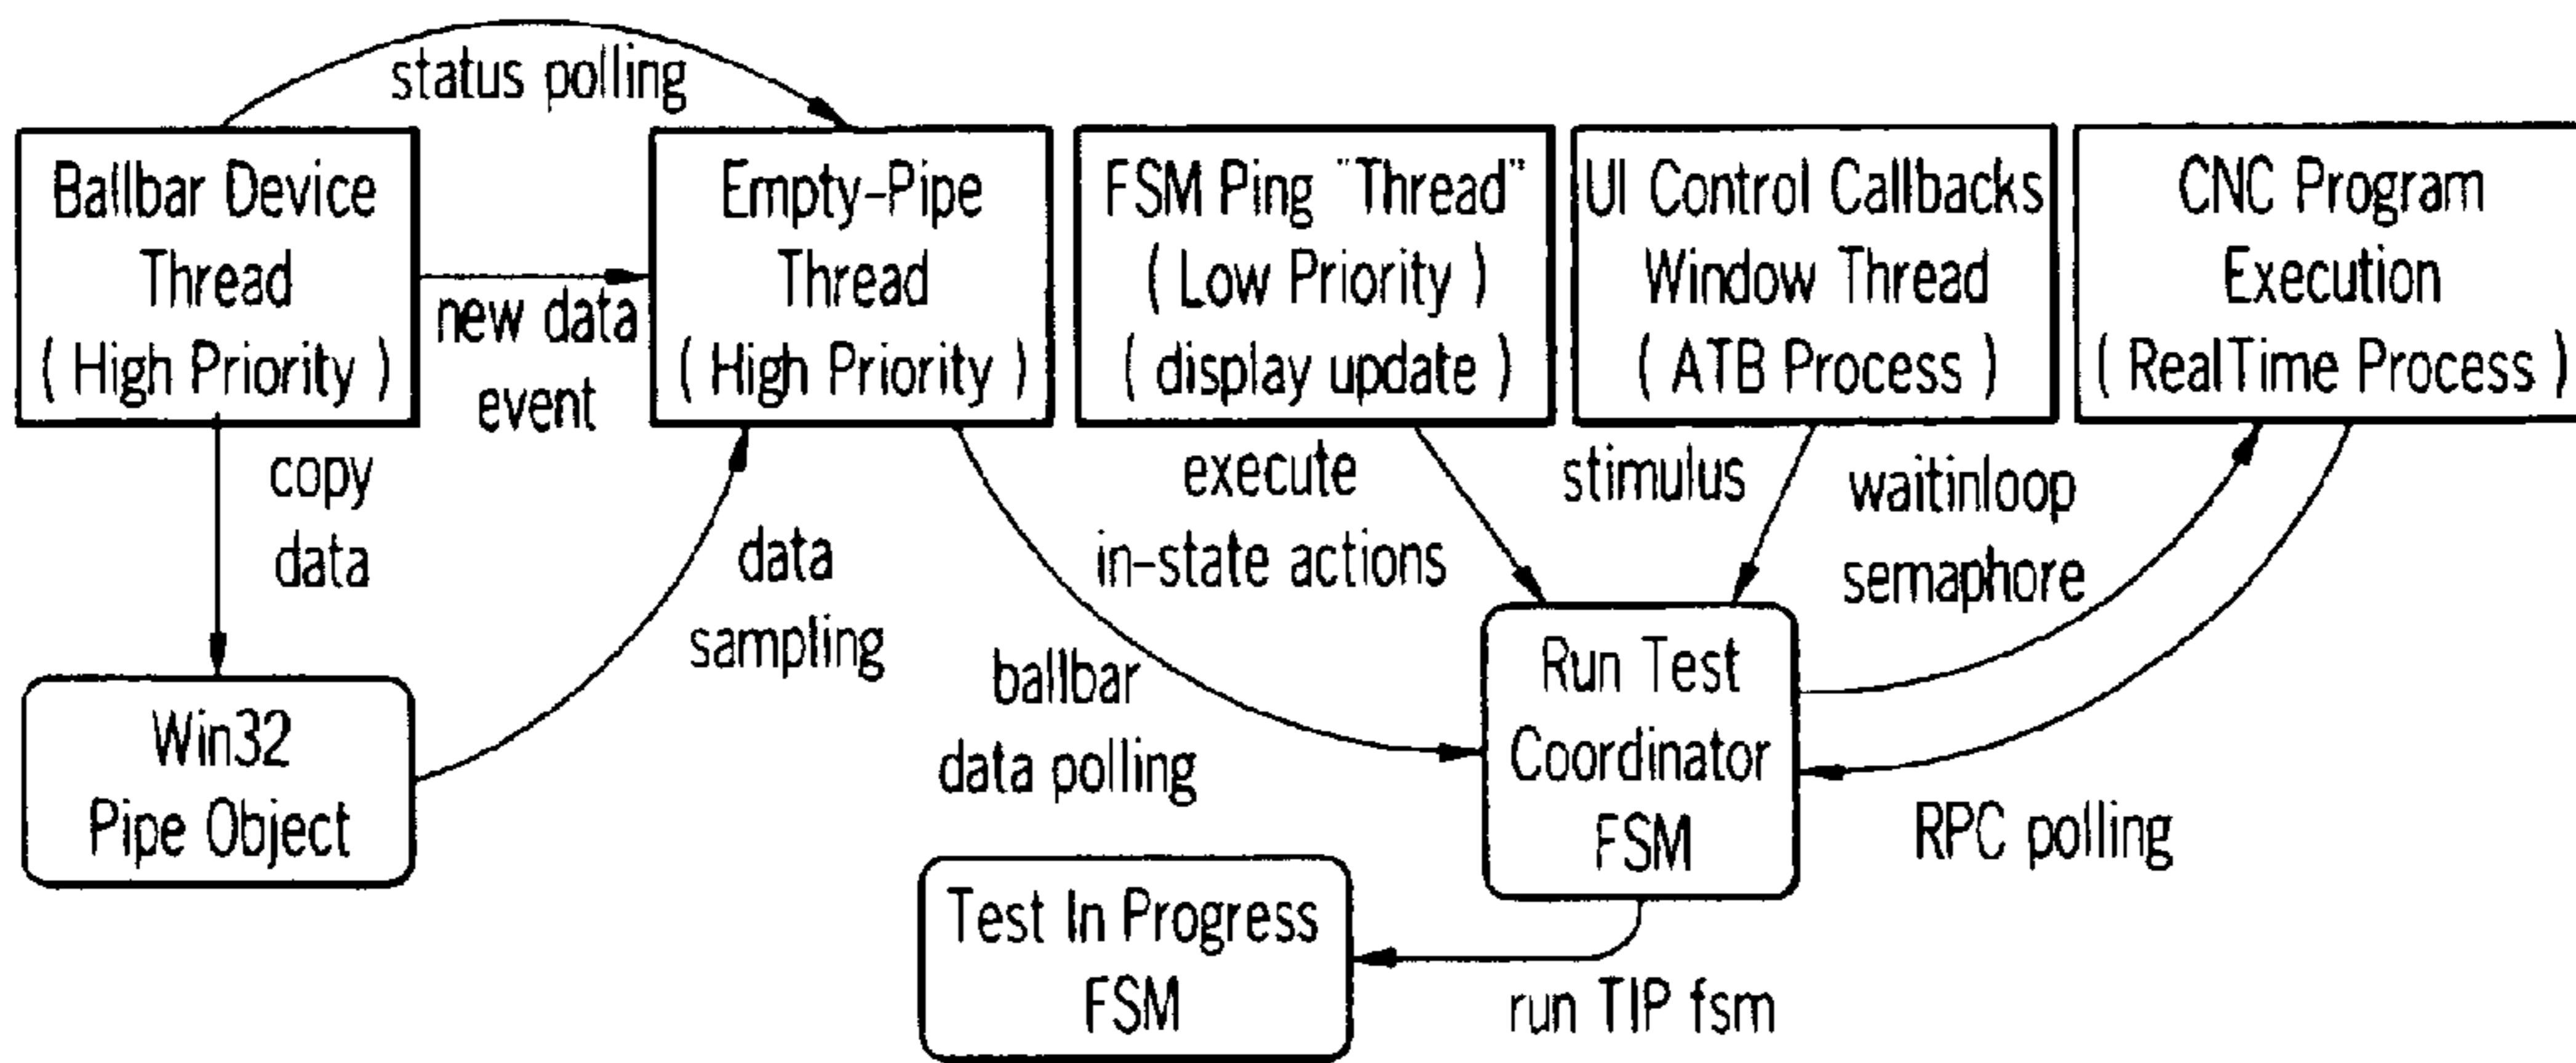 status polling
Ballbar Device
Thread
( High Priority )
new data
event
Empty-Pipe
Thread
( High Priority )
FSM Ping "Thread"
( Low Priority )
( display update )
UI Control Callbacks
Window Thread
( ATB Process )
CNC Program
Execution
( RealTime Process )
copy
data
data
sampling
execute
in-state actions
stimulus
waitinloop
semaphore
Win32
Pipe Object
ballbar
data polling
Run Test
Coordinator
FSM
RPC polling
Test In Progress
FSM
run TIP fsm